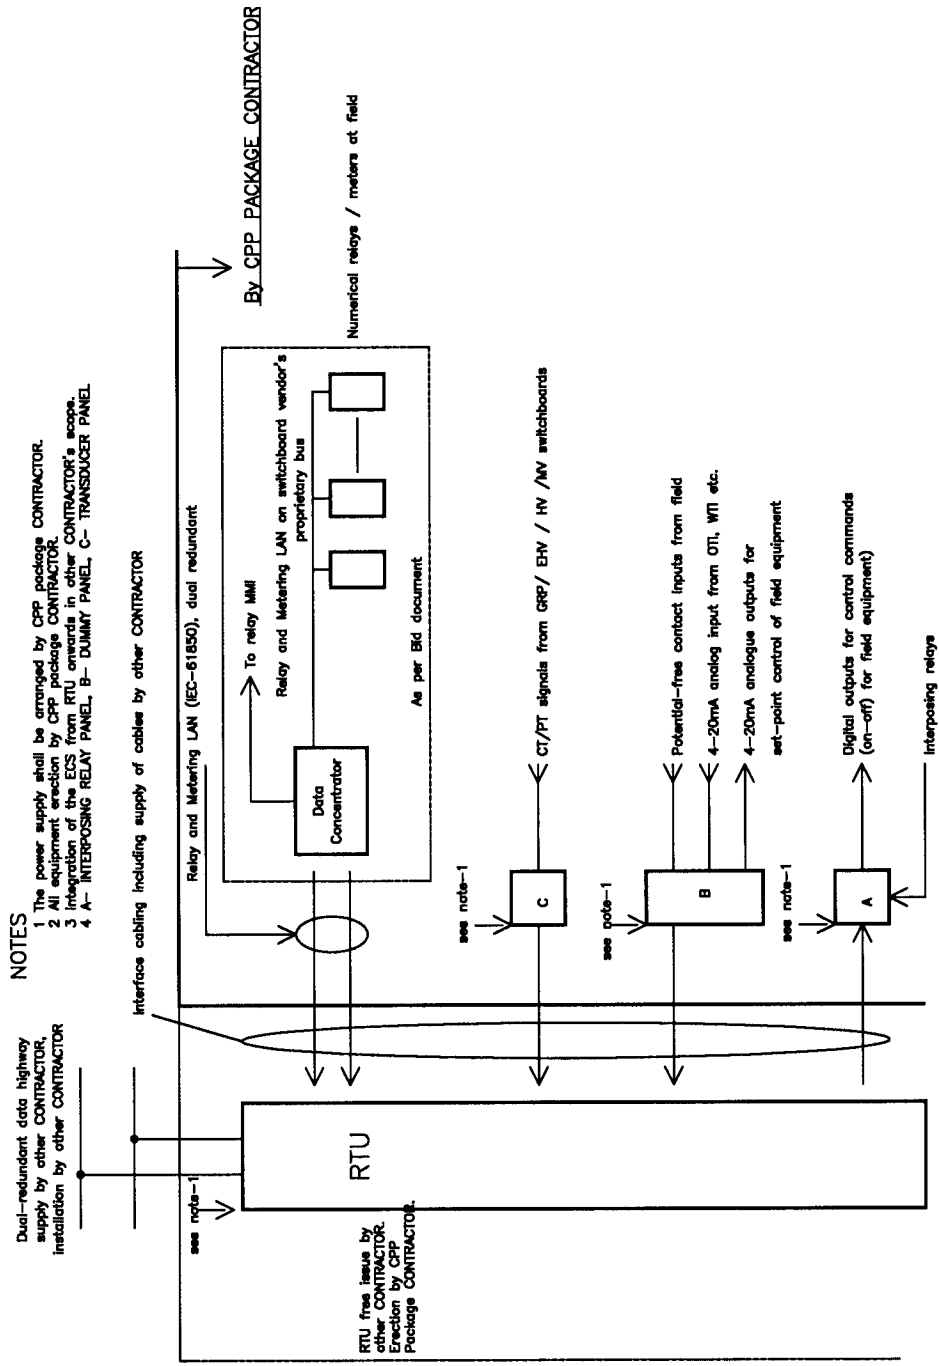 NOTES
1 The power supply shall be arranged by CPP package CONTRACTOR.
2 All equipment erection by CPP package CONTRACTOR.
3 Integration of the ECS from RTU onwards in other CONTRACTOR's scope.
4 A– INTERPOSING RELAY PANEL, B– DUMMY PANEL, C– TRANSDUCER PANEL
Dual–redundant data highway
supply by other CONTRACTOR,
installation by other CONTRACTOR
Interface cabling including supply of cables by other CONTRACTOR
By CPP PACKAGE CONTRACTOR
see note-1
Relay and Metering LAN (IEC–61850), dual redundant
To relay MMI
Relay and Metering LAN on switchboard vendor's
proprietary bus
Numerical relays / meters at field
Data
Concentrator
As per Bid document
RTU
RTU free issue by
other CONTRACTOR.
Erection by CPP
Package CONTRACTOR.
see note-1
C
CT/PT signals from GRP/ EHV / HV /MV switchboards
see note-1
B
Potential–free contact inputs from field
4–20mA analog input from OTI, WTI etc.
4–20mA analogue outputs for
set–point control of field equipment
see note-1
A
Digital outputs for control commands
(on–off) for field equipment)
Interposing relays